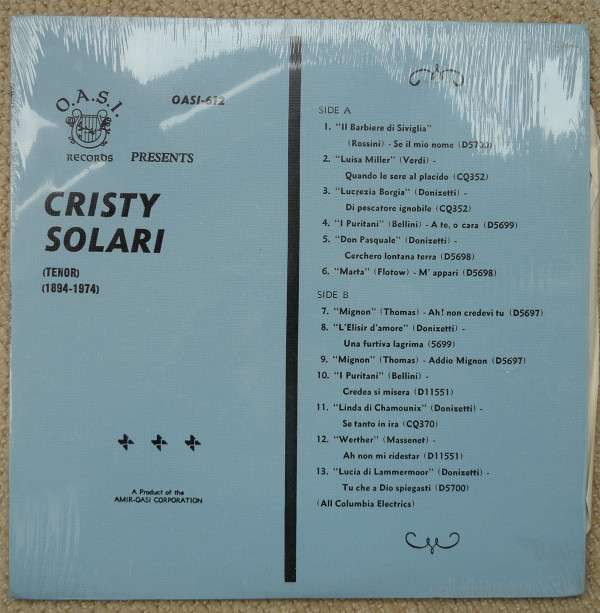 O.A.S.I.
RECORDS
OASI-612
PRESENTS
CRISTY
SOLARI
(TENOR)
(1894-1974)
A Product of the
AMIR-OASI CORPORATION
SIDE A
1. "Il Barbiere di Siviglia"
(Rossini) - Se il mio nome (D5700)
2. "Luisa Miller" (Verdi) -
Quando le sere al placido (CQ352)
3. "Lucrezia Borgia" (Donizetti) -
Di pescatore ignobile (CQ352)
4. "I Puritani" (Bellini) - A te, o cara (D5699)
5. "Don Pasquale" (Donizetti) -
Cerchero lontana terra (D5698)
6. "Marta" (Flotow) - M' appari (D5698)
SIDE B
7. "Mignon" (Thomas) - Ah! non credevi tu (D5697)
8. "L'Elisir d'amore" (Donizetti) -
Una furtiva lagrima (5699)
9. "Mignon" (Thomas) - Addio Mignon (D5697)
10. "I Puritani" (Bellini) -
Credea si misera (D11551)
11. "Linda di Chamounix" (Donizetti) -
Se tanto in ira (CQ370)
12. "Werther" (Massenet) -
Ah non mi ridestar (D11551)
13. "Lucia di Lammermoor" (Donizetti) -
Tu che a Dio spiegasti (D5700)
(All Columbia Electrics)